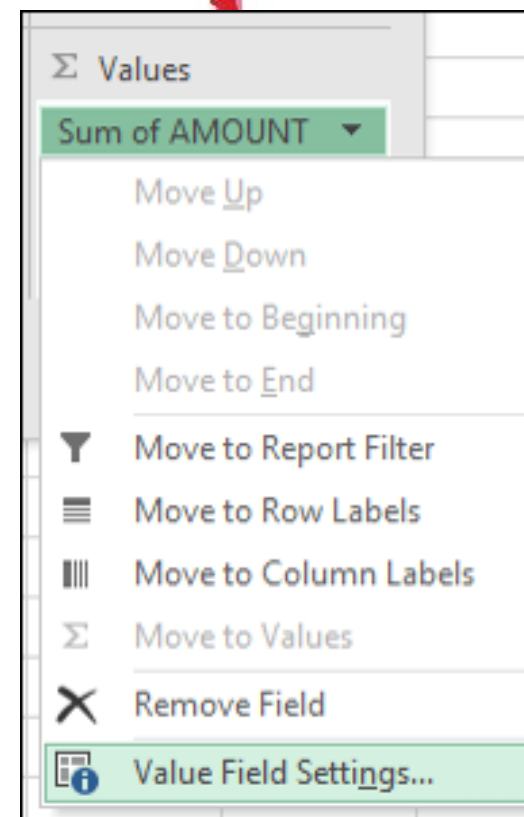 Σ Values
Sum of AMOUNT
Move Up
Move Down
Move to Beginning
Move to End
Move to Report Filter
Move to Row Labels
Move to Column Labels
Σ Move to Values
Remove Field
Value Field Settings...